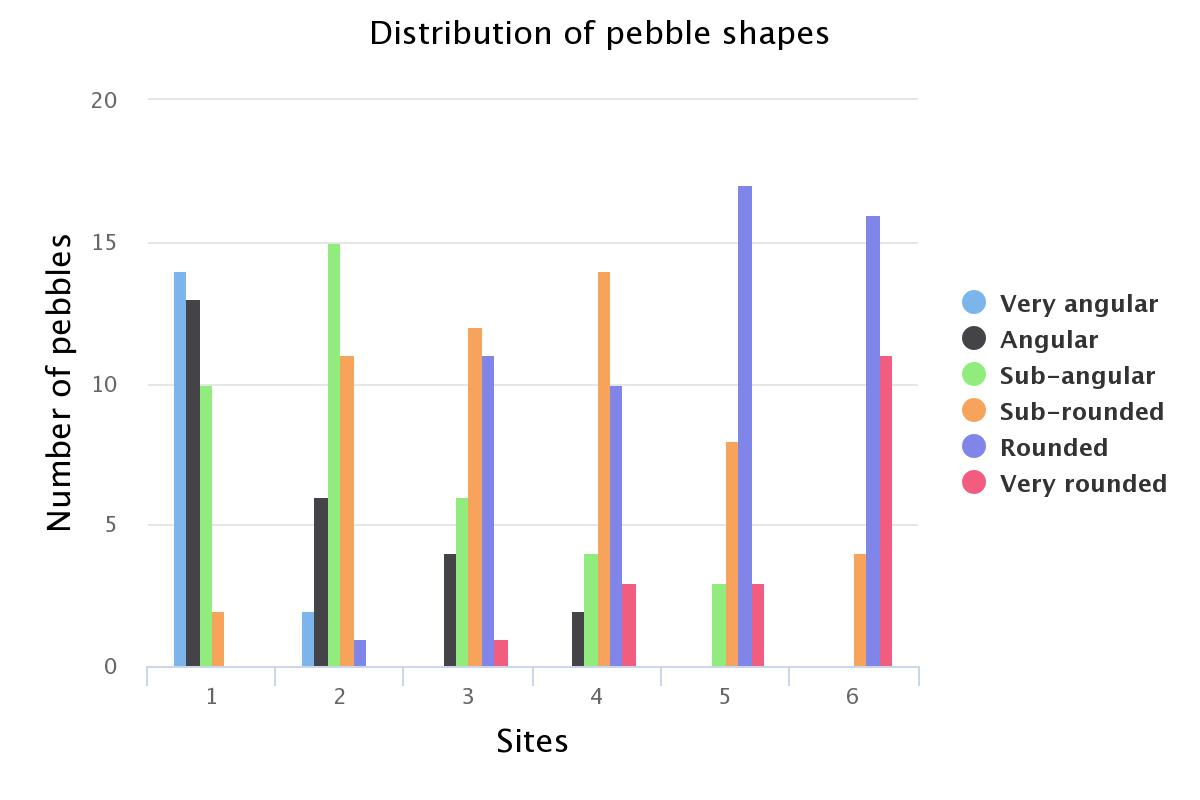 Distribution of pebble shapes
Number of pebbles
20
15
10
5
0
1 2 3 4 5 6
Sites
Very angular
Angular
Sub-angular
Sub-rounded
Rounded
Very rounded